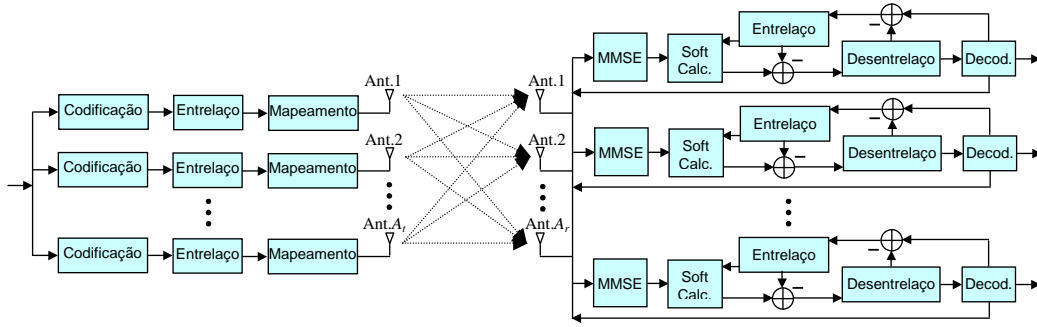 Codificação
Entrelaço
Mapeamento
Ant.1
Ant.1
MMSE
Soft
Calc.
Entrelaço
−
−
Desentrelaço
Decod.
Codificação
Entrelaço
Mapeamento
Ant.2
Ant.2
MMSE
Soft
Calc.
Entrelaço
−
−
Desentrelaço
Decod.
Codificação
Entrelaço
Mapeamento
Ant.At
Ant.Ar
MMSE
Soft
Calc.
Entrelaço
−
−
Desentrelaço
Decod.